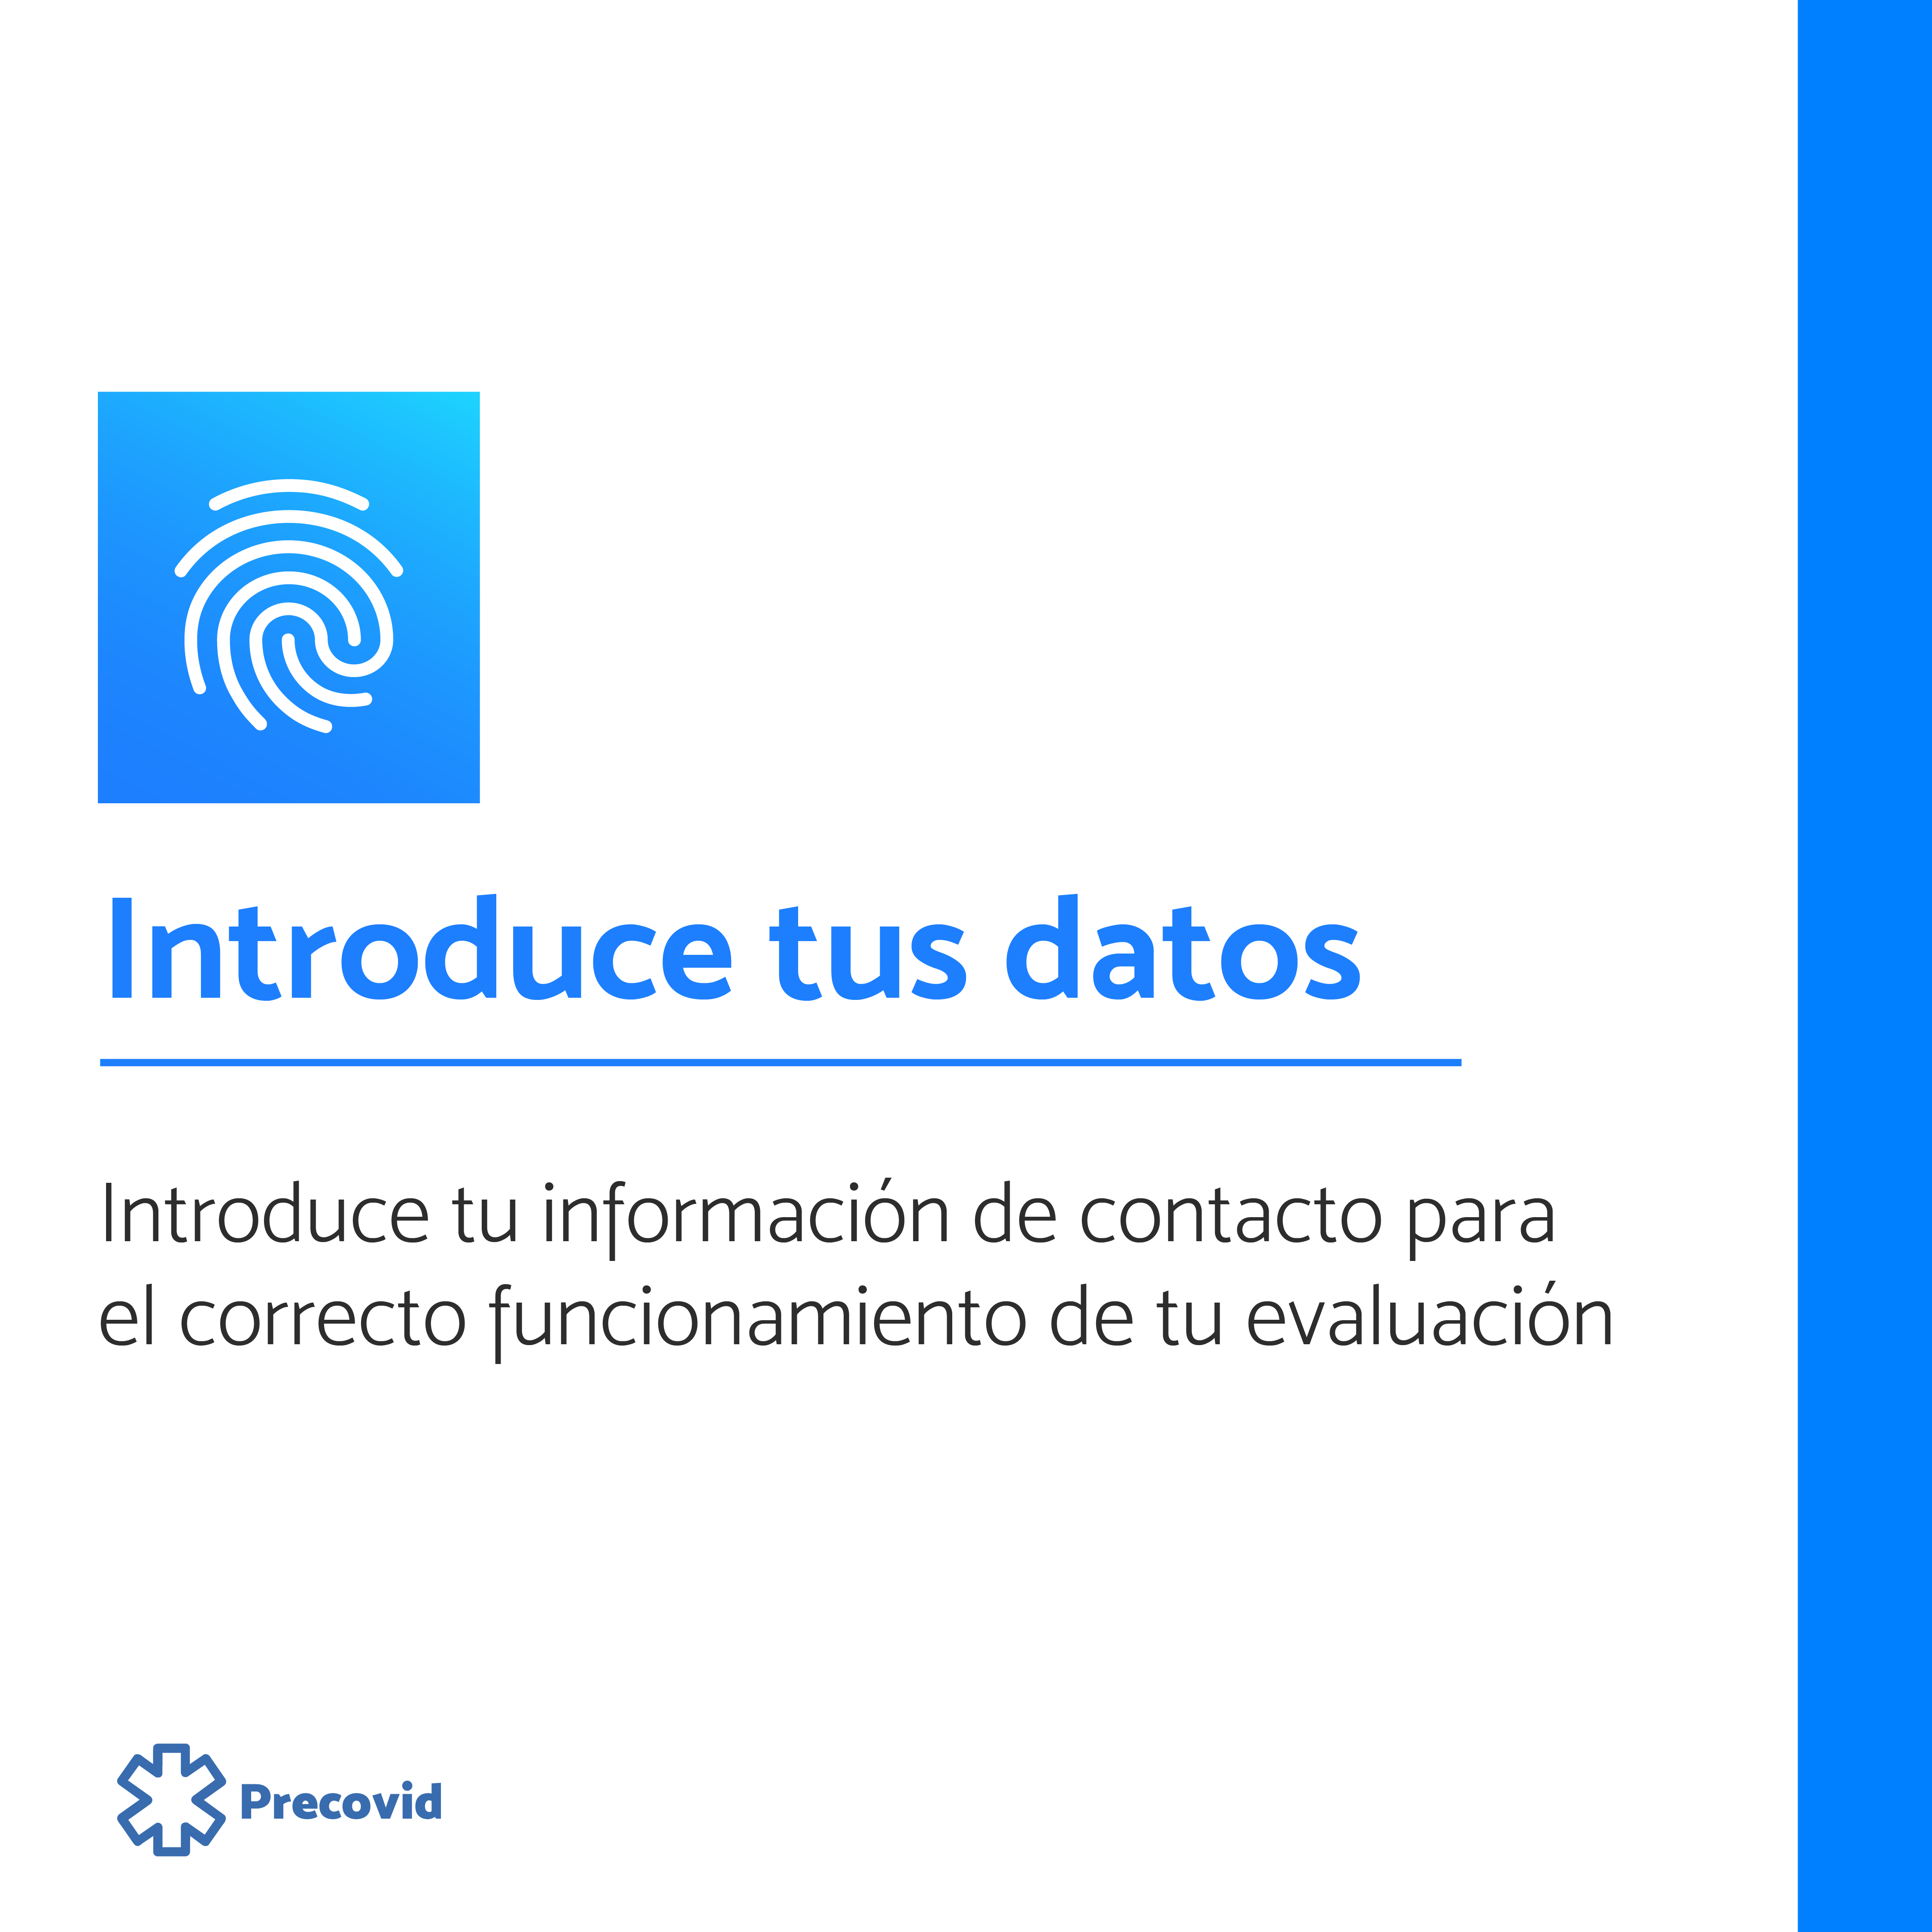 Introduce tus datos
Introduce tu información de contacto para
el correcto funcionamiento de tu evaluación
Precovid